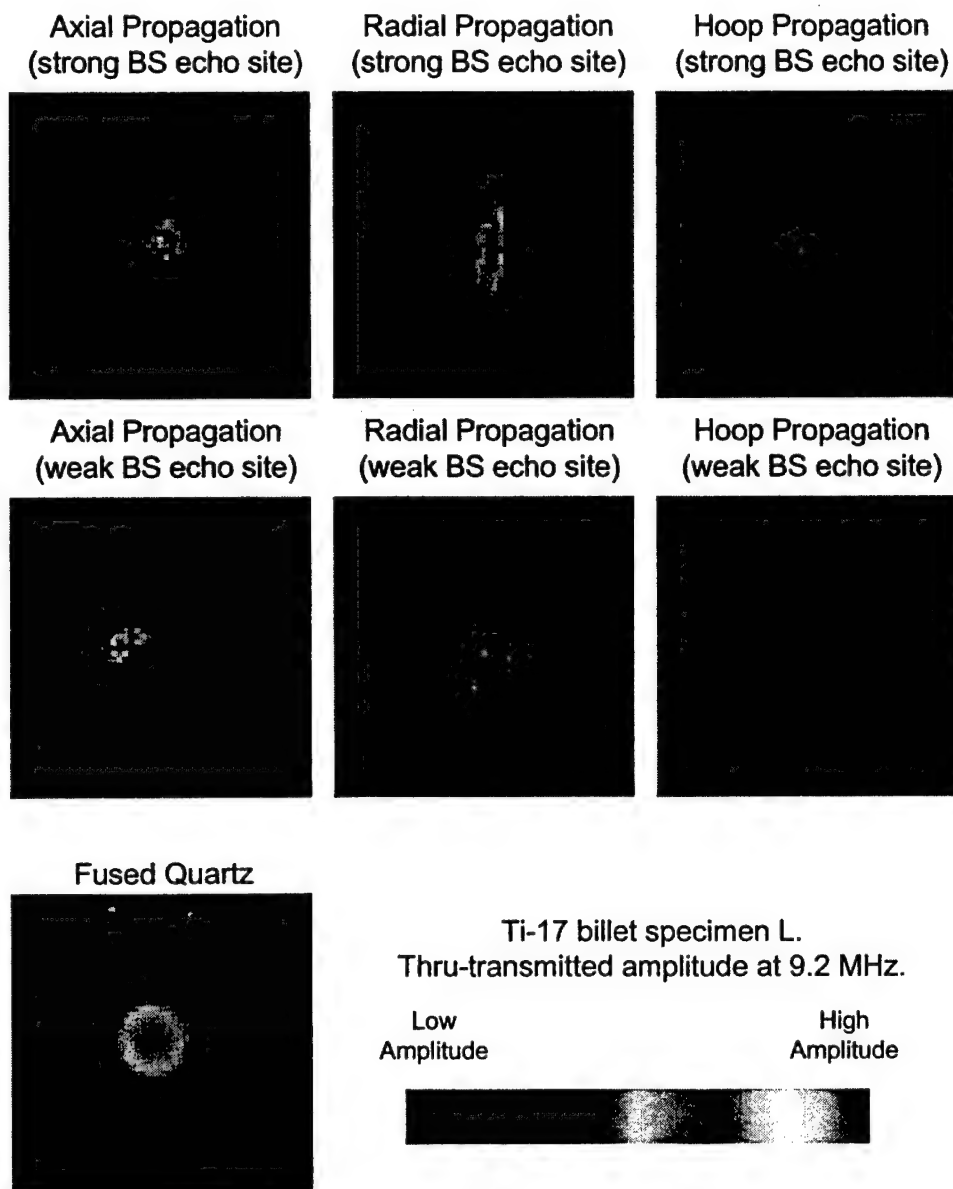 Axial Propagation
(strong BS echo site)
Radial Propagation
(strong BS echo site)
Hoop Propagation
(strong BS echo site)
Axial Propagation
(weak BS echo site)
Radial Propagation
(weak BS echo site)
Hoop Propagation
(weak BS echo site)
Fused Quartz
Ti-17 billet specimen L.
Thru-transmitted amplitude at 9.2 MHz.
Low
Amplitude
High
Amplitude